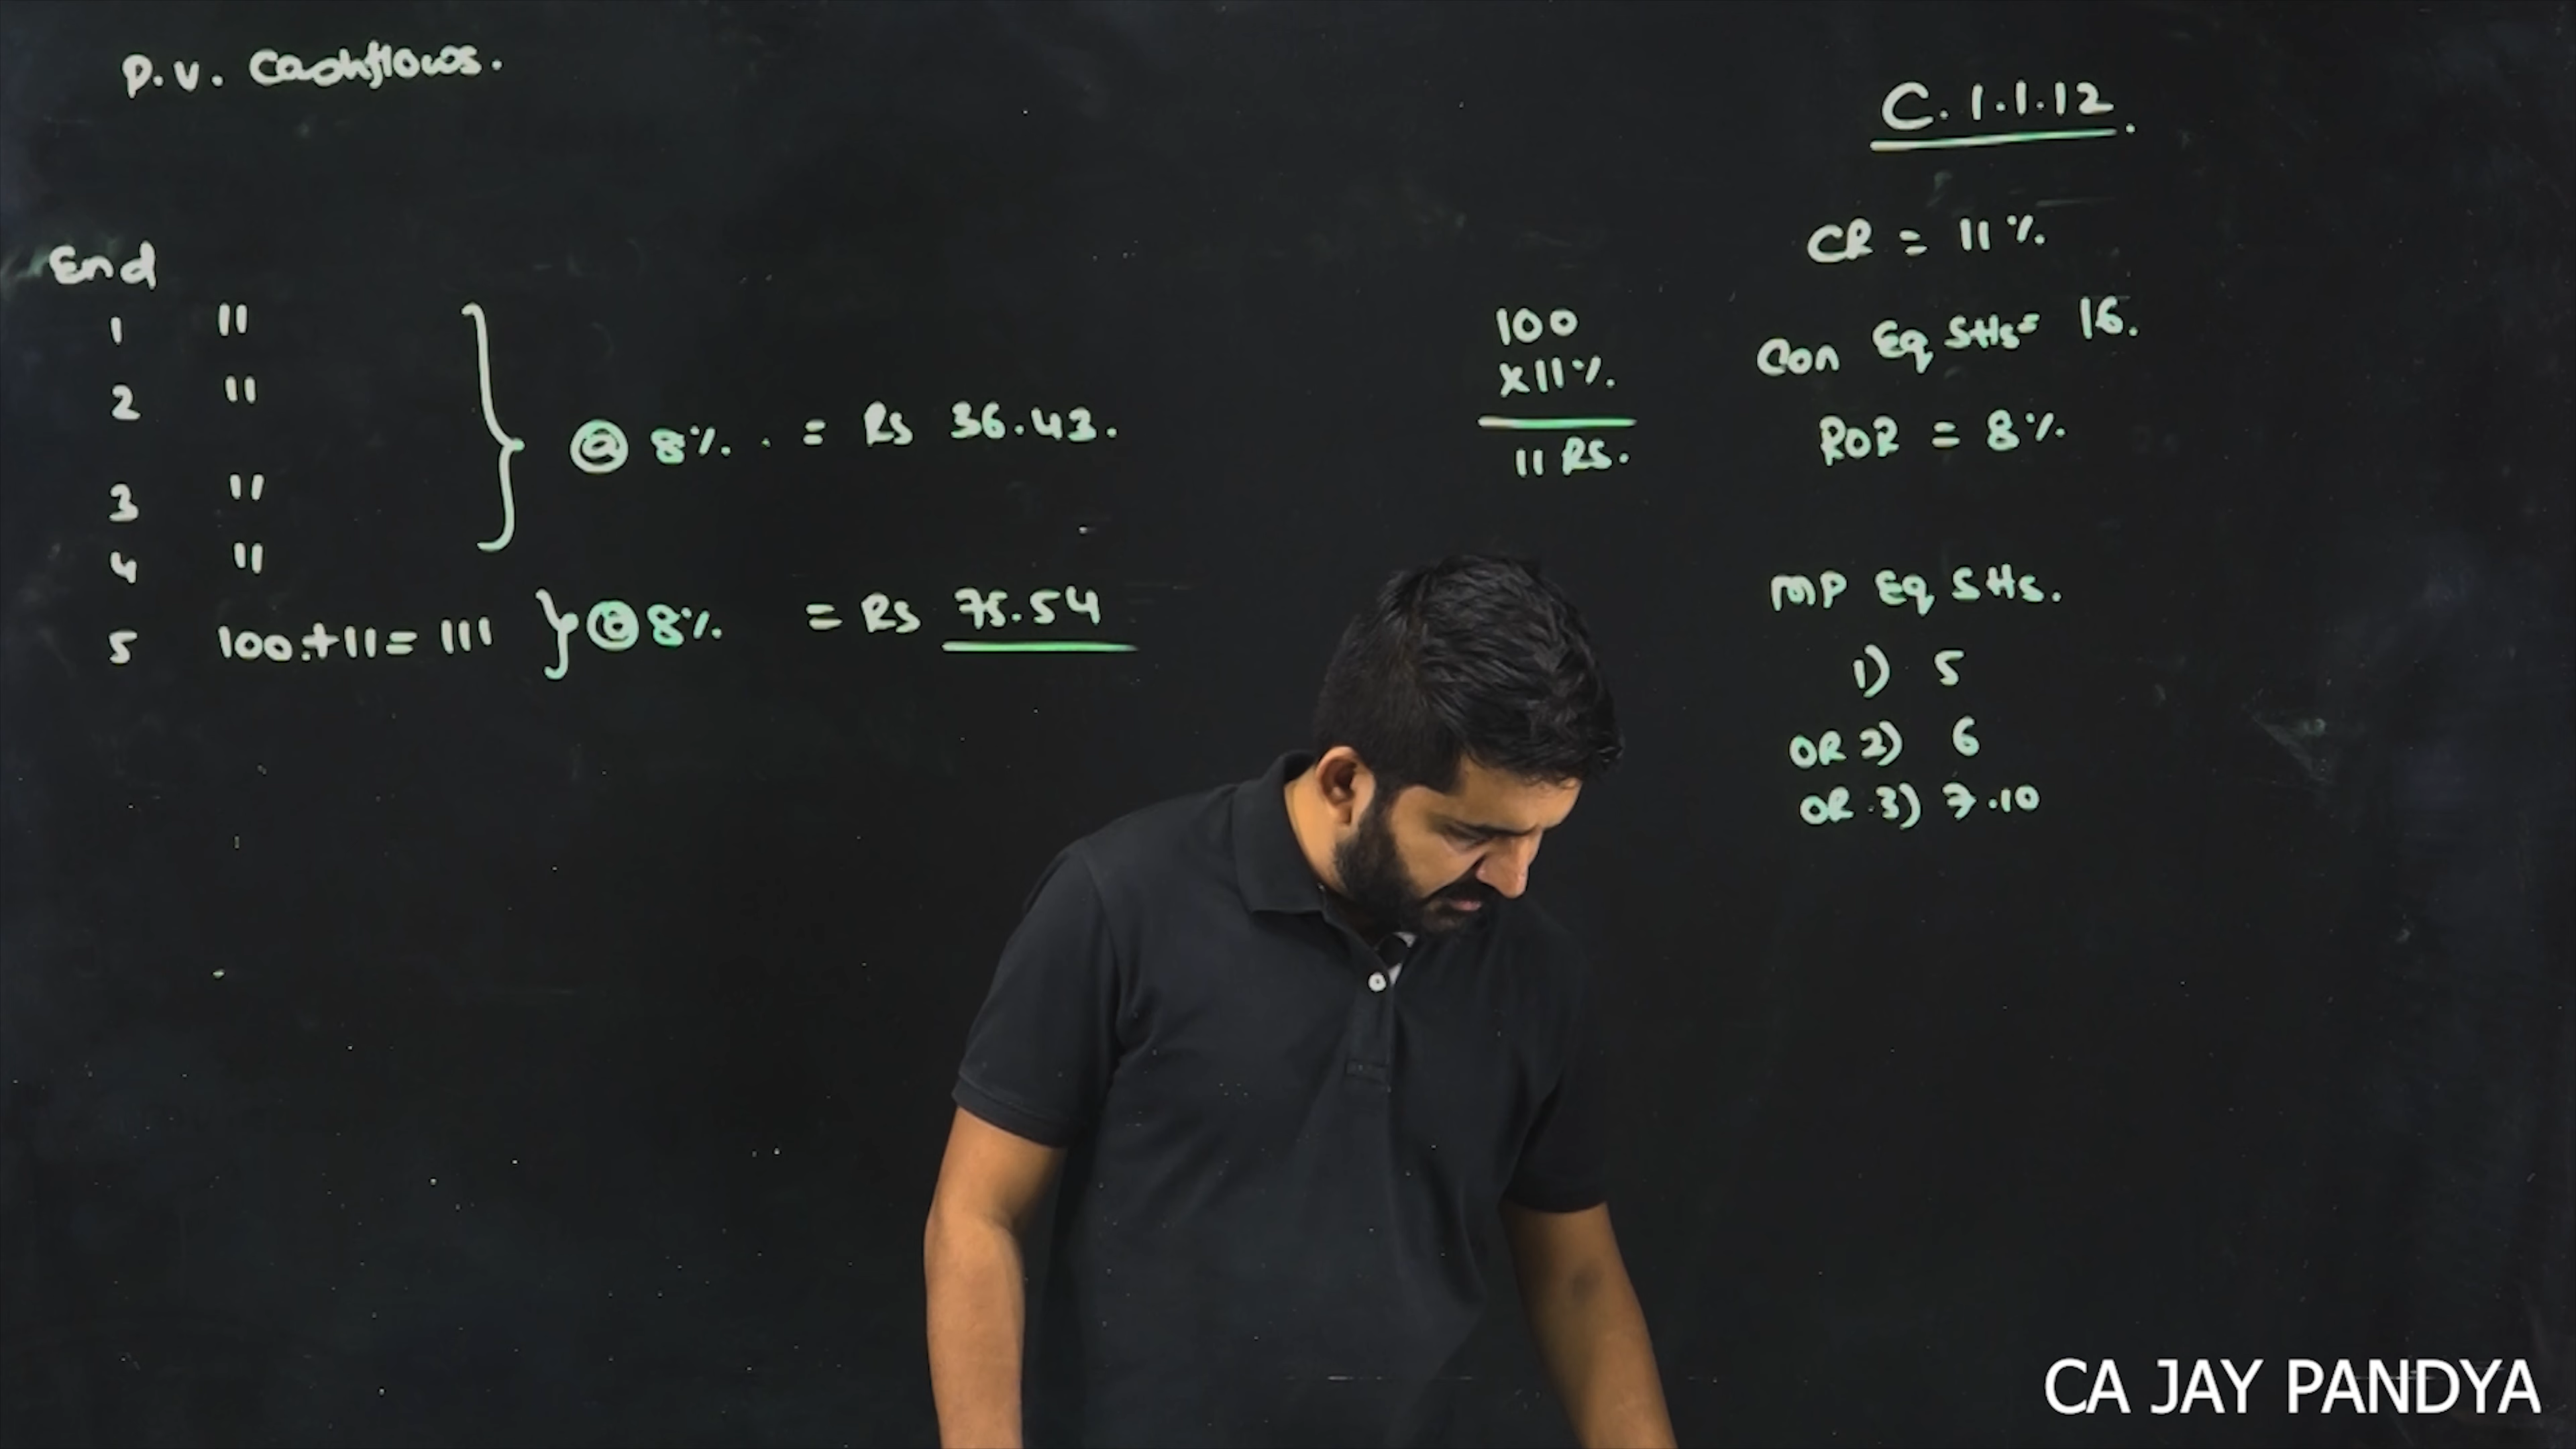 P.V. Cashflows.
End
1 11
2 11
3 11
4 11
5 100.+11= 111
@ 8%. = Rs 36.43.
@ 8%. = Rs 75.54
100
x11%.
11 Rs.
C. 1.1.12.
CR = 11%.
Con Eq SHs= 16.
ROR = 8%.
MP Eq SHs.
1) 5
OR 2) 6
OR.3) 7.10
CA JAY PANDYA